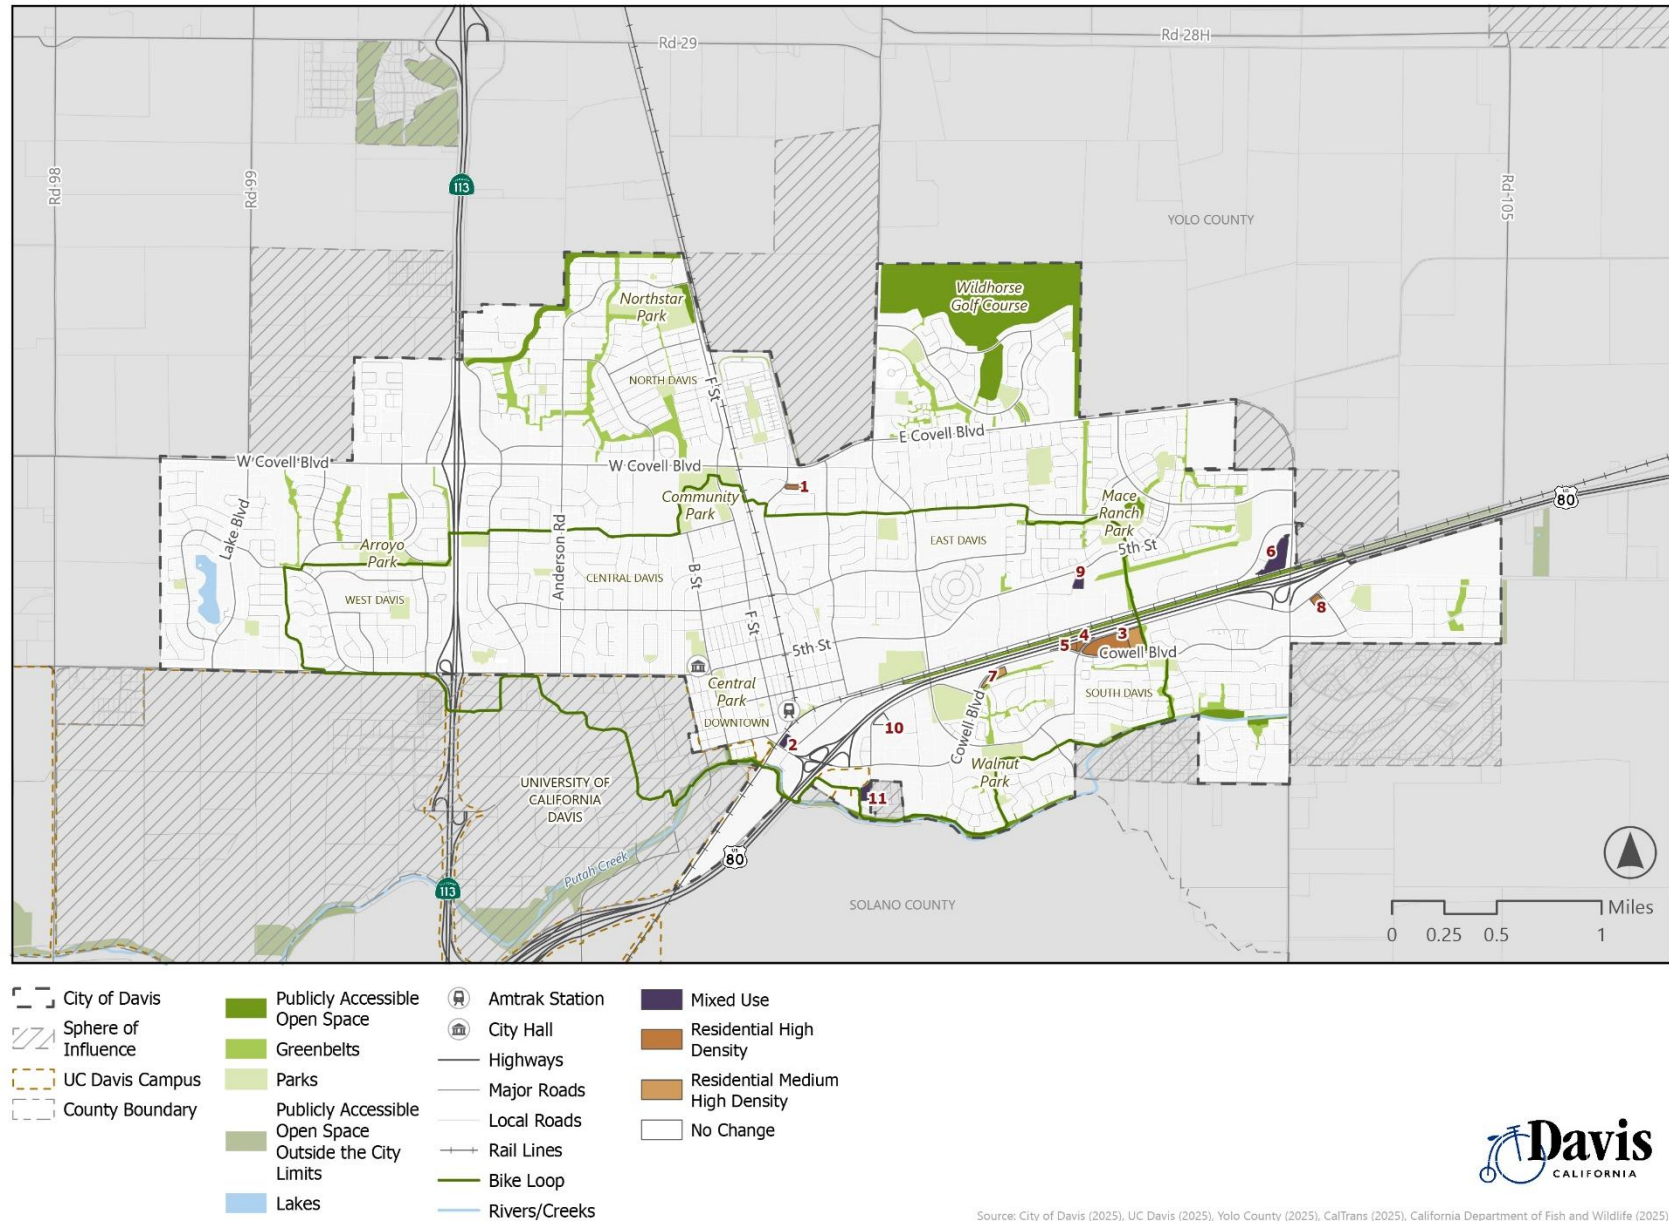 Rd 29
Rd 28H
Rd 98
Rd 99
113
Rd 105
YOLO COUNTY
Wildhorse
Golf Course
Northstar
Park
NORTH DAVIS
F St
E Covell Blvd
W Covell Blvd
W Covell Blvd
1
Community
Park
Mace
Ranch
Park
80
Lake Blvd
Anderson Rd
Arroyo
Park
EAST DAVIS
5th St
6
9
CENTRAL DAVIS
B St
WEST DAVIS
8
F St
5th St
5
4
3
Cowell Blvd
7
Central
Park
SOUTH DAVIS
DOWNTOWN
10
Cowell Blvd
2
Walnut
Park
UNIVERSITY OF
CALIFORNIA
DAVIS
11
US
80
Putah Creek
113
SOLANO COUNTY
Miles
0 0.25 0.5 1
City of Davis
Sphere of
Influence
UC Davis Campus
County Boundary
Publicly Accessible
Open Space
Greenbelts
Parks
Publicly Accessible
Open Space
Outside the City
Limits
Lakes
Amtrak Station
City Hall
Highways
Major Roads
Local Roads
Rail Lines
Bike Loop
Rivers/Creeks
Mixed Use
Residential High
Density
Residential Medium
High Density
No Change
Davis
CALIFORNIA
Source: City of Davis (2025), UC Davis (2025), Yolo County (2025), CalTrans (2025), California Department of Fish and Wildlife (2025)